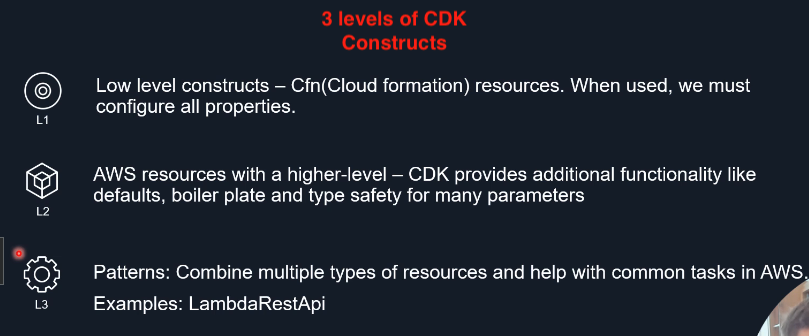 3 levels of CDK
Constructs
Low level constructs – Cfn(Cloud formation) resources. When used, we must
configure all properties.
L1
AWS resources with a higher-level – CDK provides additional functionality like
defaults, boiler plate and type safety for many parameters
L2
Patterns: Combine multiple types of resources and help with common tasks in AWS.
L3
Examples: LambdaRestApi